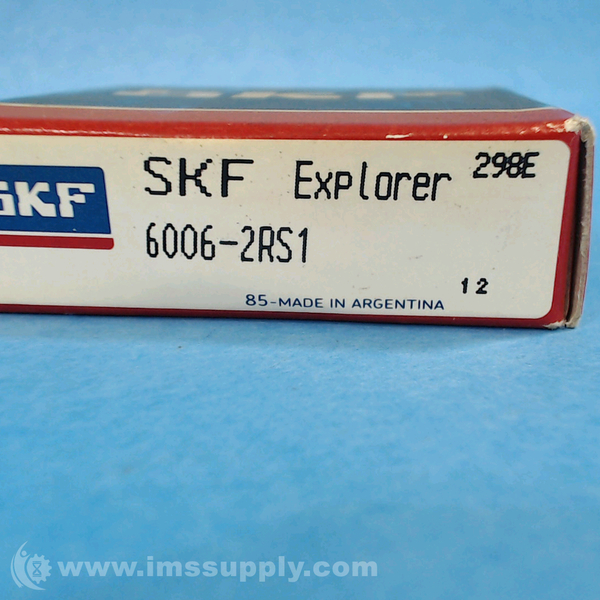 SKF
SKF Explorer 298E
6006-2RS1
12
85-MADE IN ARGENTINA
www.imssupply.com